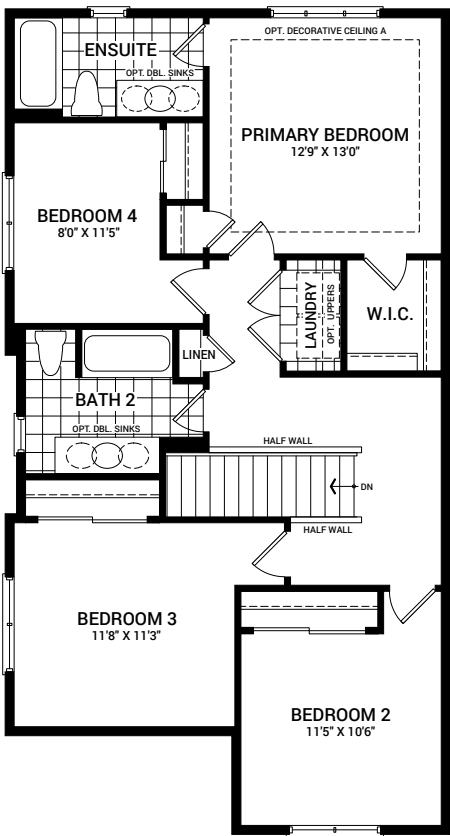 OPT. DECORATIVE CEILING A
ENSUITE
OPT. DBL. SINKS
PRIMARY BEDROOM
12'9" X 13'0"
BEDROOM 4
8'0" X 11'5"
LAUNDRY
OPT. UPPERS
W.I.C.
LINEN
BATH 2
OPT. DBL. SINKS
HALF WALL
DN
HALF WALL
BEDROOM 3
11'8" X 11'3"
BEDROOM 2
11'5" X 10'6"